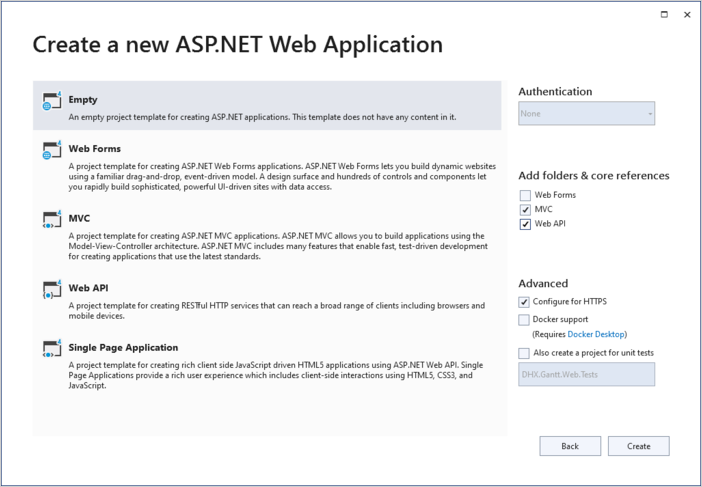 Create a new ASP.NET Web Application
Empty
An empty project template for creating ASP.NET applications. This template does not have any content in it.
Web Forms
A project template for creating ASP.NET Web Forms applications. ASP.NET Web Forms lets you build dynamic websites
using a familiar drag-and-drop, event-driven model. A design surface and hundreds of controls and components let
you rapidly build sophisticated, powerful UI-driven sites with data access.
MVC
A project template for creating ASP.NET MVC applications. ASP.NET MVC allows you to build applications using the
Model-View-Controller architecture. ASP.NET MVC includes many features that enable fast, test-driven development
for creating applications that use the latest standards.
Web API
A project template for creating RESTful HTTP services that can reach a broad range of clients including browsers and
mobile devices.
Single Page Application
A project template for creating rich client side JavaScript driven HTML5 applications using ASP.NET Web API. Single
Page Applications provide a rich user experience which includes client-side interactions using HTML5, CSS3, and
JavaScript.
Authentication
None
Add folders & core references
Web Forms
MVC
Web API
Advanced
Configure for HTTPS
Docker support
(Requires Docker Desktop)
Also create a project for unit tests
DHX.Gantt.Web.Tests
Back
Create